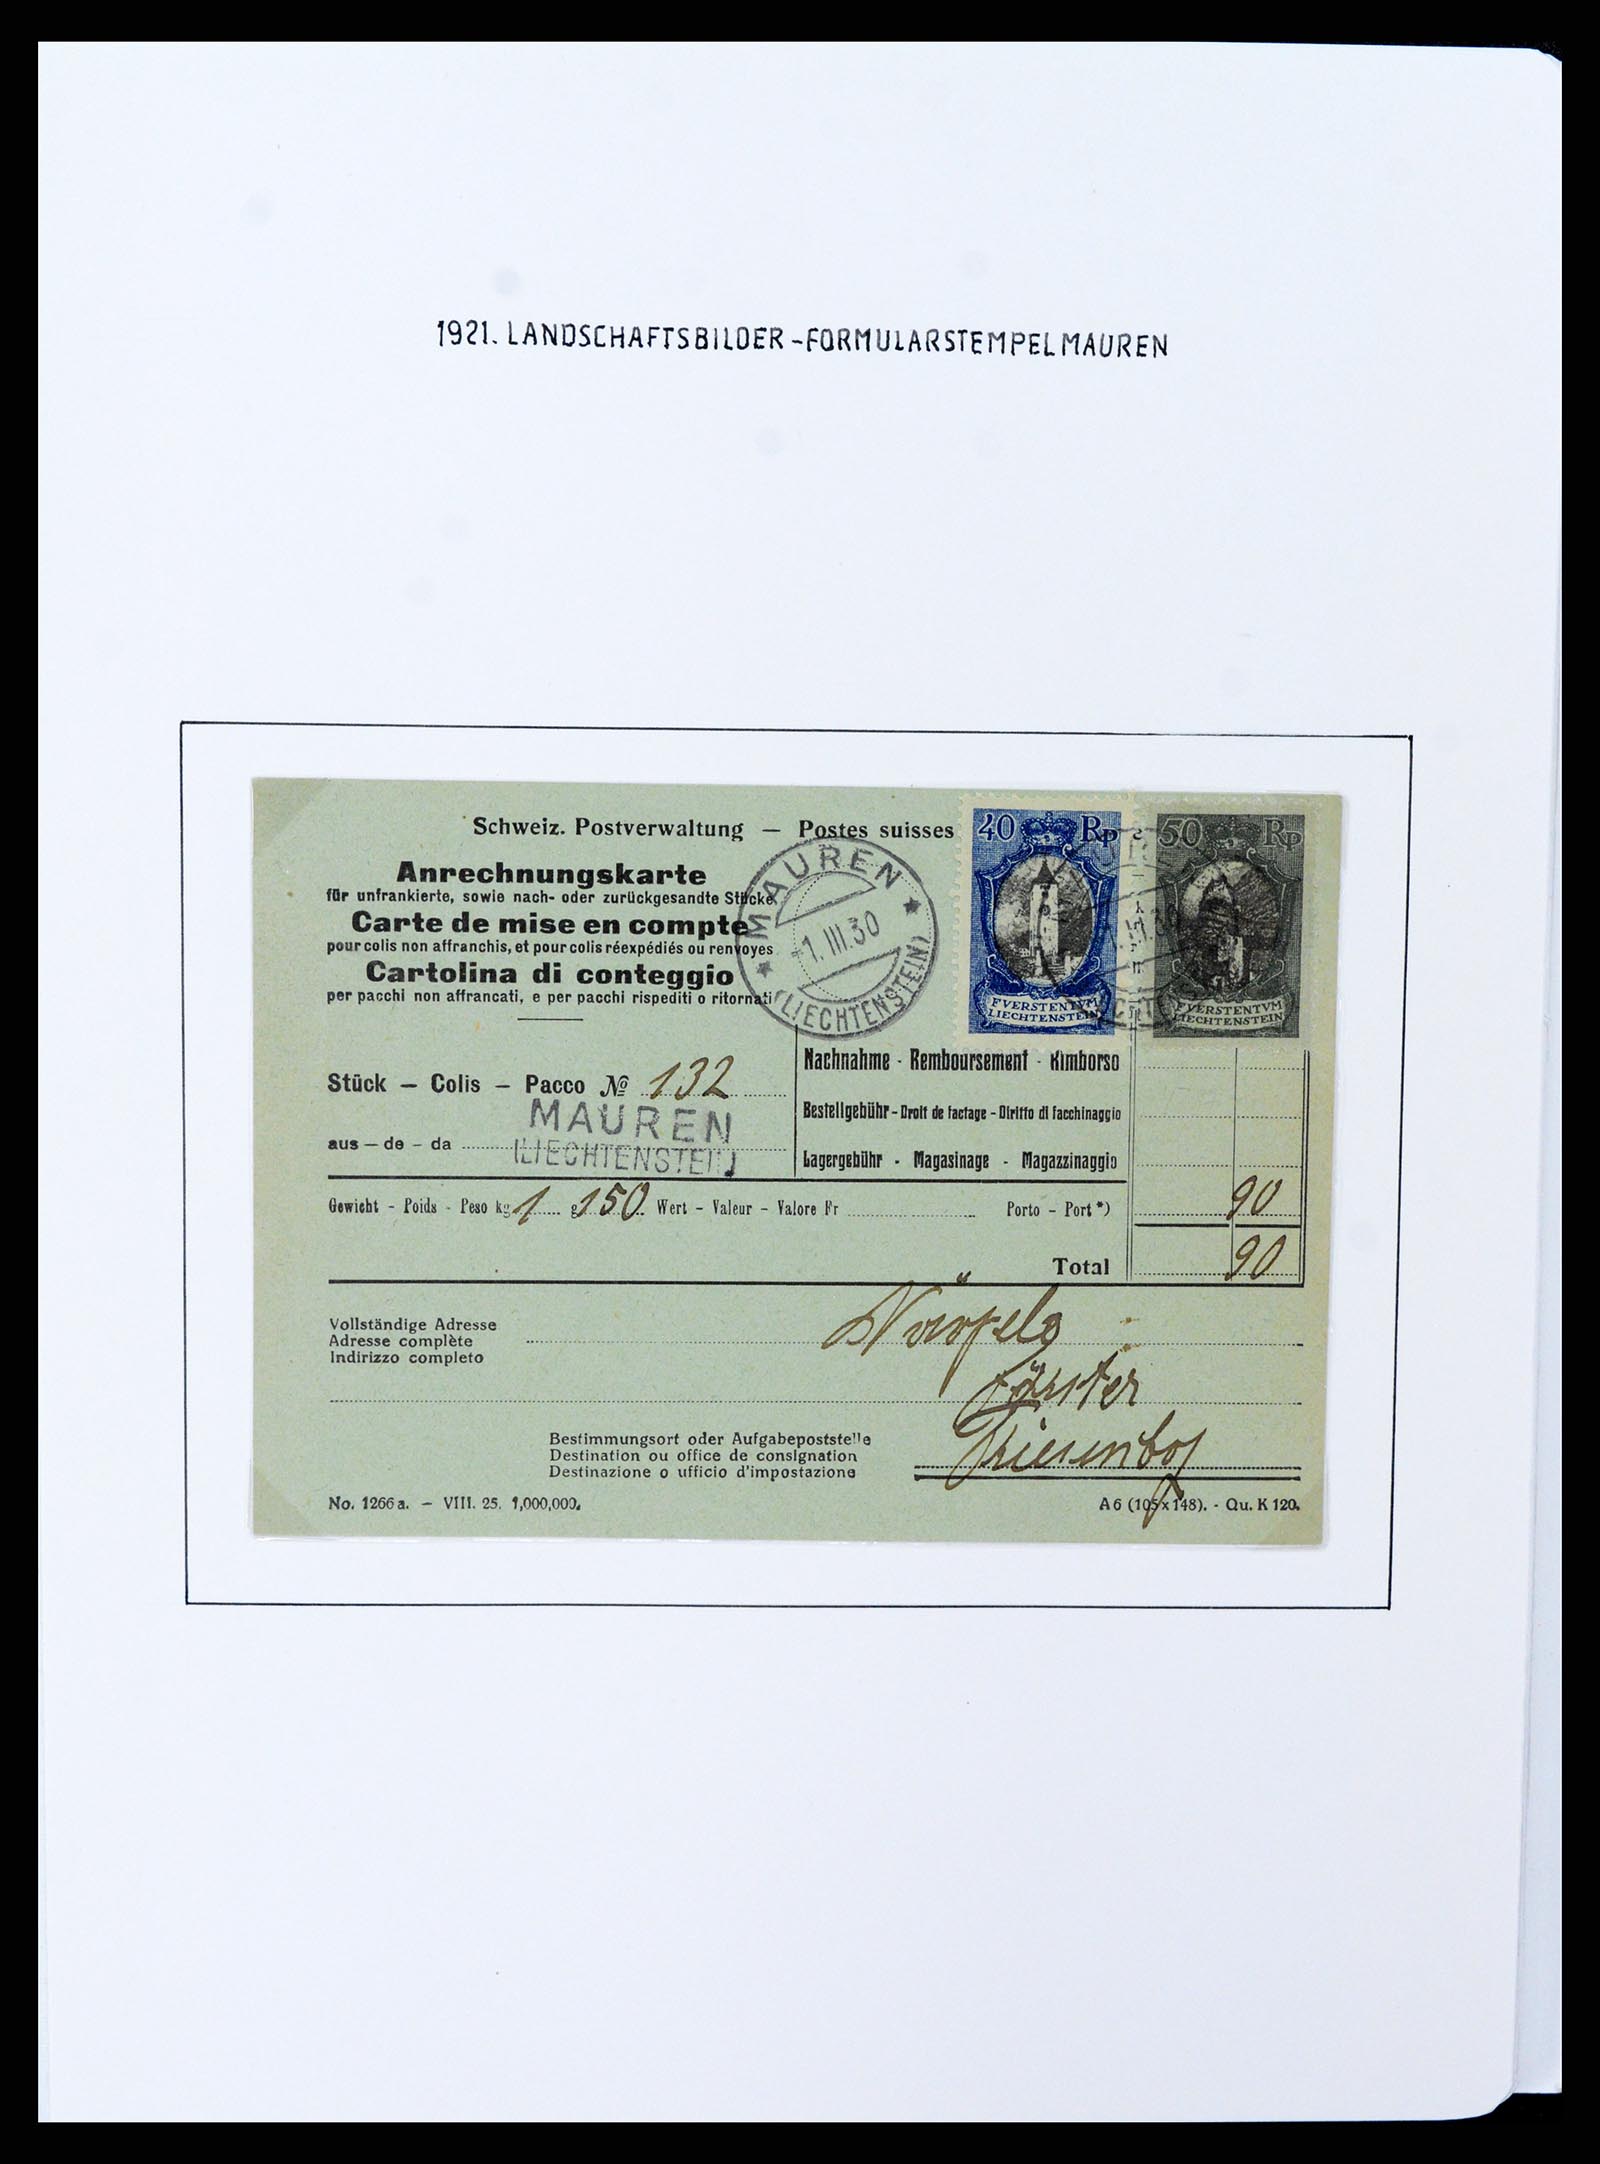 1921. LANDSCHAFTSBILDER-FORMULARSTEMPEL MAUREN
Schweiz. Postverwaltung — Postes suisses
Anrechnungskarte
für unfrankierte, sowie nach- oder zurückgesandte Stücke
Carte de mise en compte
pour colis non affranchis, et pour colis réexpédiés ou renvoyés
Cartolina di conteggio
per pacchi non affrancati, e per pacchi rispediti o ritornati
MAUREN
-1.III.30
(LIECHTENSTEIN)
40 Rp
FVERSTENTVM
LIECHTENSTEIN
50 Rp
FVERSTENTVM
LIECHTENSTEIN
Nachnahme - Remboursement - Rimborso
Stück — Colis — Pacco № 132
Bestellgebühr - Droit de factage - Diritto di facchinaggio
MAUREN
aus — de - da (LIECHTENSTEIN)
Lagergebühr - Magasinage - Magazzinaggio
Gewicht - Poids - Peso kg 1 g 150 Wert - Valeur - Valore Fr Porto - Port *) 90
Total 90
Vollständige Adresse
Adresse complète
Indirizzo completo
Bestimmungsort oder Aufgabepoststelle
Destination ou office de consignation
Destinazione o ufficio d'impostazione
No. 1266 a. — VIII. 25. 1,000,000. A 6 (105 x 148). - Qu. K 120.